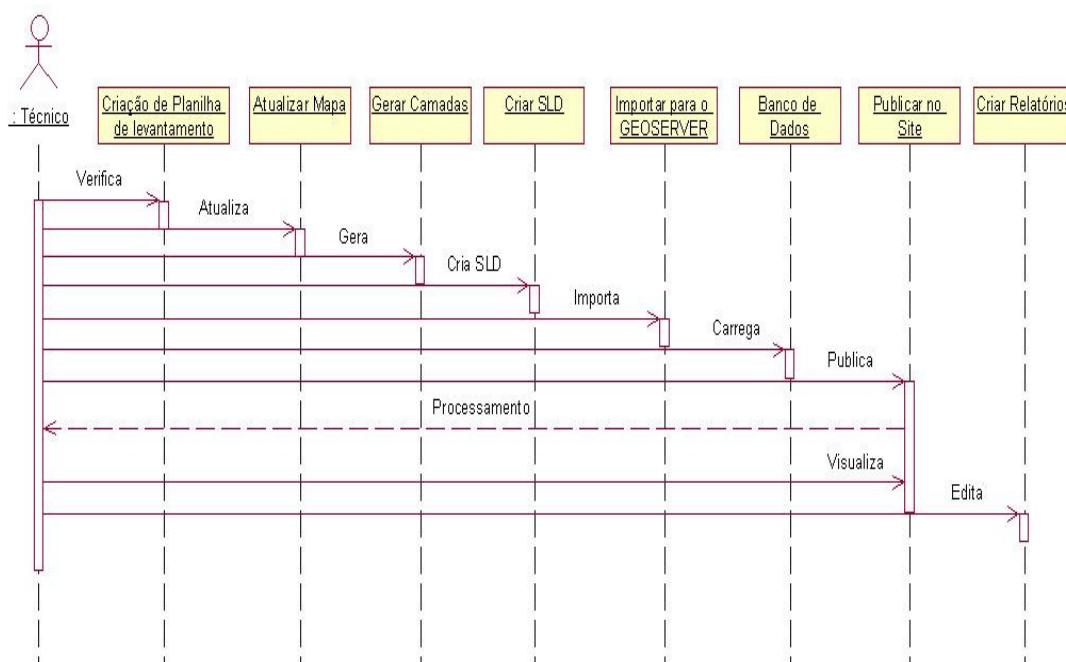 : Técnico
Criação de Planilha
de levantamento
Atualizar Mapa
Gerar Camadas
Criar SLD
Importar para o
GEOSERVER
Banco de
Dados
Publicar no
Site
Criar Relatórios
Verifica
Atualiza
Gera
Cria SLD
Importa
Carrega
Publica
Processamento
Visualiza
Edita